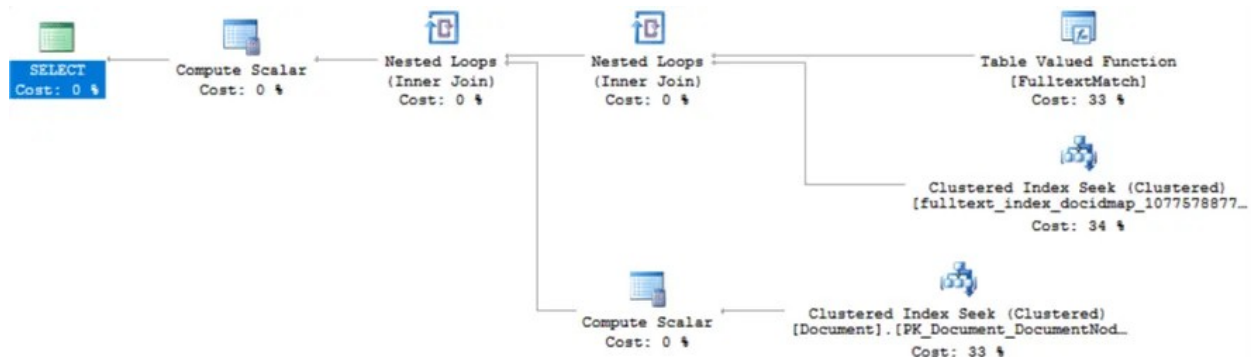 SELECT
Cost: 0 %
Compute Scalar
Cost: 0 %
Nested Loops
(Inner Join)
Cost: 0 %
Nested Loops
(Inner Join)
Cost: 0 %
Table Valued Function
[FulltextMatch]
Cost: 33 %
Clustered Index Seek (Clustered)
[fulltext_index_docidmap_1077578877…
Cost: 34 %
Compute Scalar
Cost: 0 %
Clustered Index Seek (Clustered)
[Document].[PK_Document_DocumentNod…
Cost: 33 %